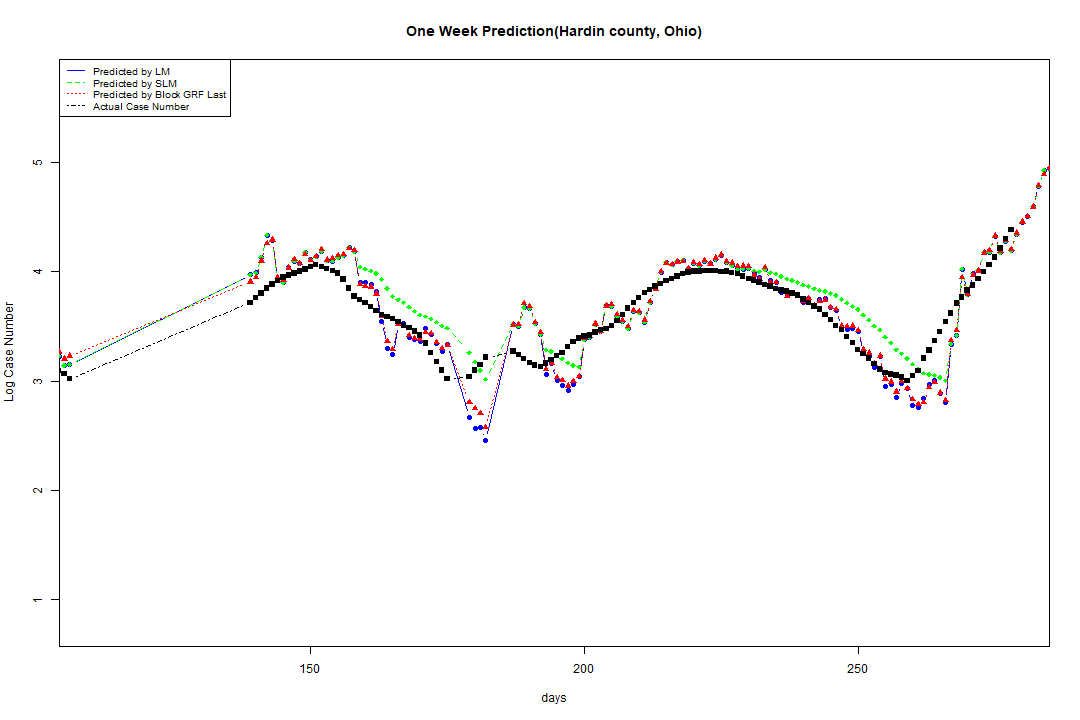 One Week Prediction(Hardin county, Ohio)
Predicted by LM
Predicted by SLM
Predicted by Block GRF Last
Actual Case Number
5
4
3
2
1
Log Case Number
150
200
250
days